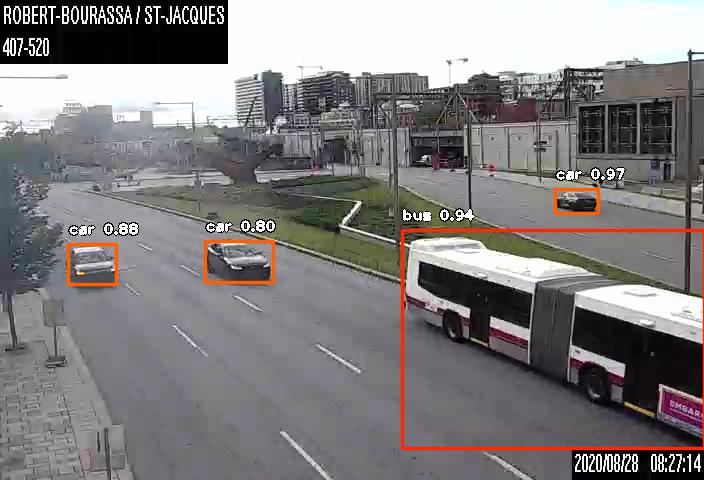 ROBERT-BOURASSA / ST-JACQUES
407-520
car 0.97
bus 0.94
car 0.88
car 0.80
EMBAR
2020/08/28 08:27:14